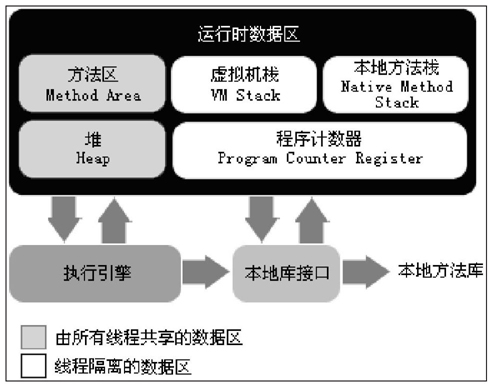 运行时数据区
方法区
Method Area
虚拟机栈
VM Stack
本地方法栈
Native Method
Stack
堆
Heap
程序计数器
Program Counter Register
执行引擎
本地库接口
本地方法库
由所有线程共享的数据区
线程隔离的数据区